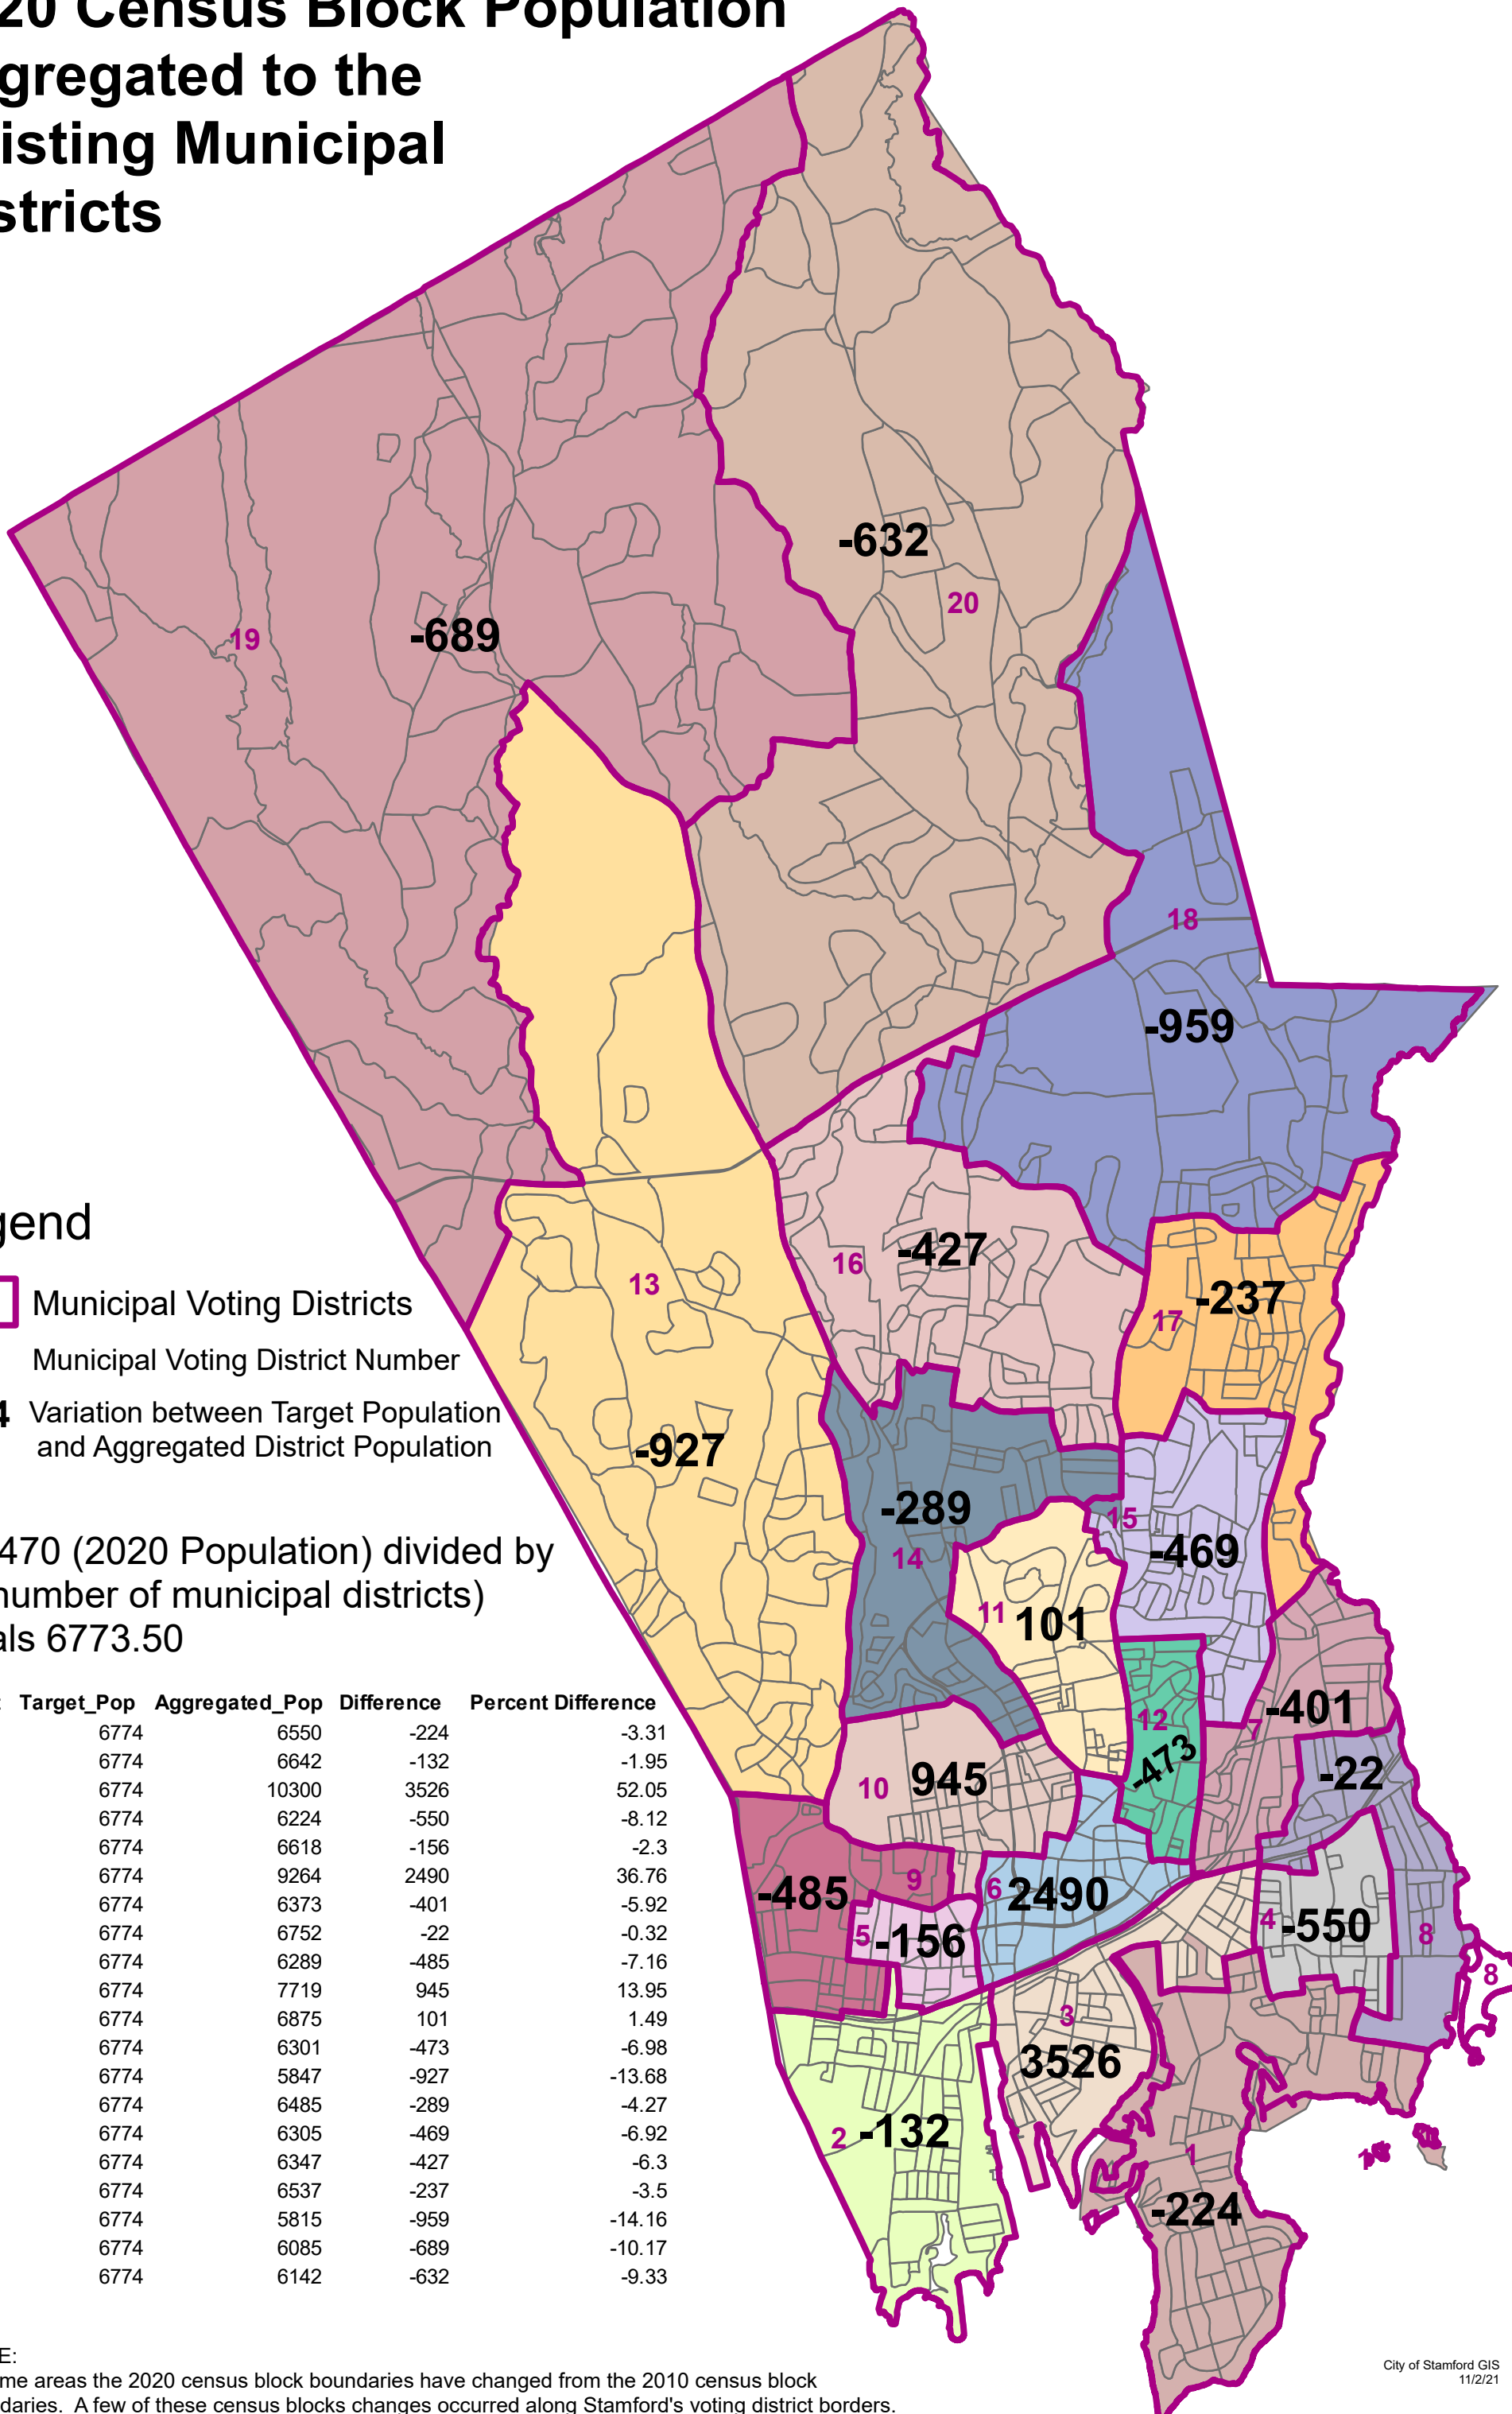 20 Census Block Population
gregated to the
isting Municipal
stricts
-632
20
19
-689
18
-959
gend
-427
16
13
-237
17
Municipal Voting Districts
Municipal Voting District Number
4 Variation between Target Population
and Aggregated District Population
-927
-289
15
-469
14
470 (2020 Population) divided by
number of municipal districts)
als 6773.50
11
101
-401
7
12
-473
-22
945
10
Target_Pop Aggregated_Pop Difference Percent Difference
6774 6550 -224 -3.31
6774 6642 -132 -1.95
6774 10300 3526 52.05
6774 6224 -550 -8.12
6774 6618 -156 -2.3
6774 9264 2490 36.76
6774 6373 -401 -5.92
6774 6752 -22 -0.32
6774 6289 -485 -7.16
6774 7719 945 13.95
6774 6875 101 1.49
6774 6301 -473 -6.98
6774 5847 -927 -13.68
6774 6485 -289 -4.27
6774 6305 -469 -6.92
6774 6347 -427 -6.3
6774 6537 -237 -3.5
6774 5815 -959 -14.16
6774 6085 -689 -10.17
6774 6142 -632 -9.33
-485
9
6
2490
5
-156
4
-550
8
8
3
3526
2
-132
1
1
-224
E:
me areas the 2020 census block boundaries have changed from the 2010 census block
daries. A few of these census blocks changes occurred along Stamford's voting district borders.
City of Stamford GIS
11/2/21